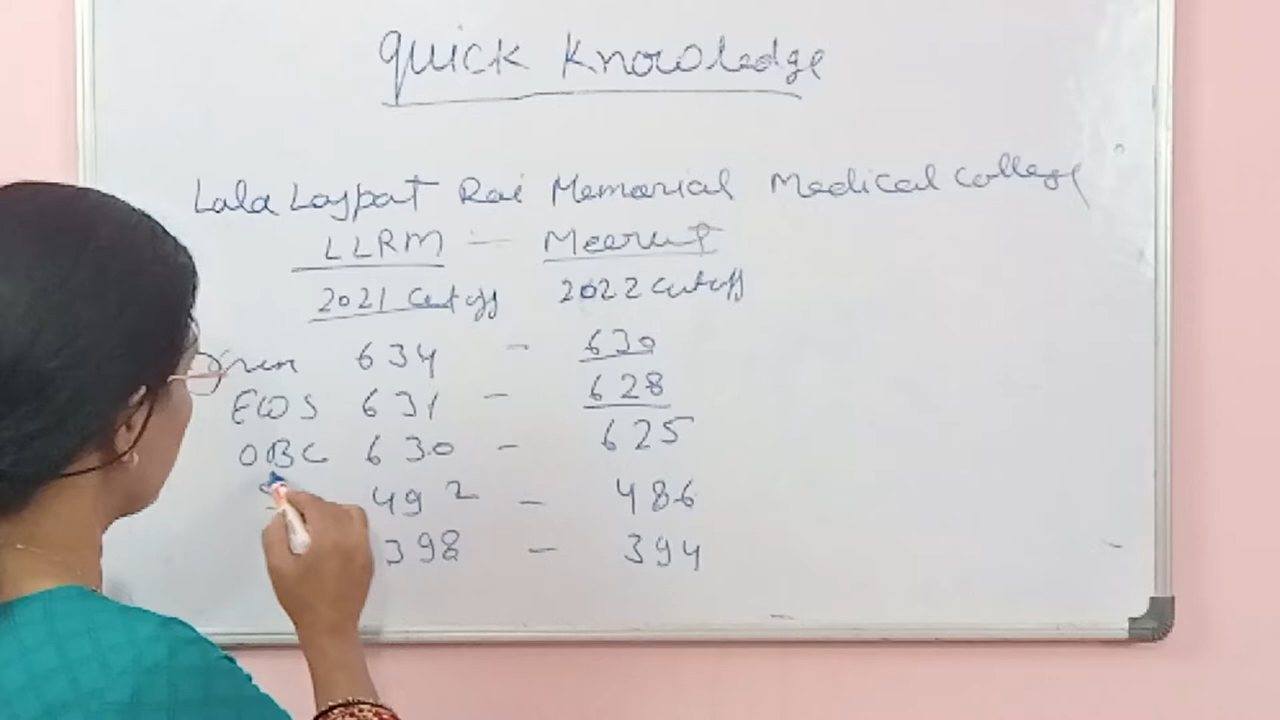 Quick Knowledge
Lala Lajpat Rai Memorial Medical College
LLRM — Meerut
2021 Cutoff 2022 Cutoff
634 - 630
EWS 631 - 628
OBC 630 - 625
492 - 486
398 - 394